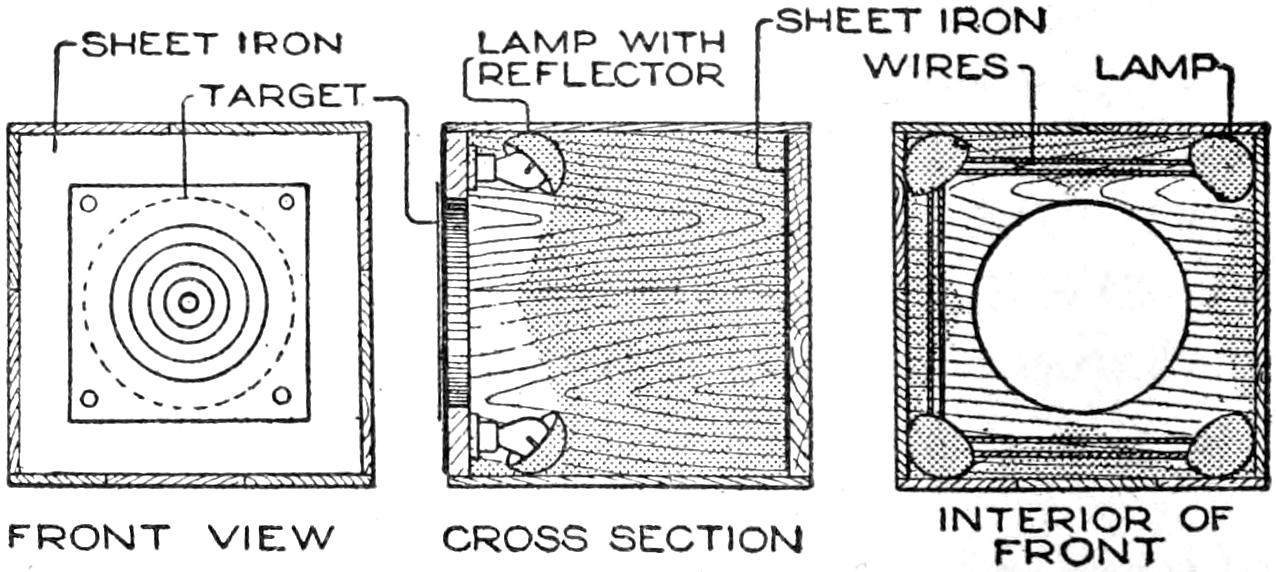 SHEET IRON
TARGET
LAMP WITH
REFLECTOR
SHEET IRON
WIRES
LAMP
FRONT VIEW
CROSS SECTION
INTERIOR OF
FRONT